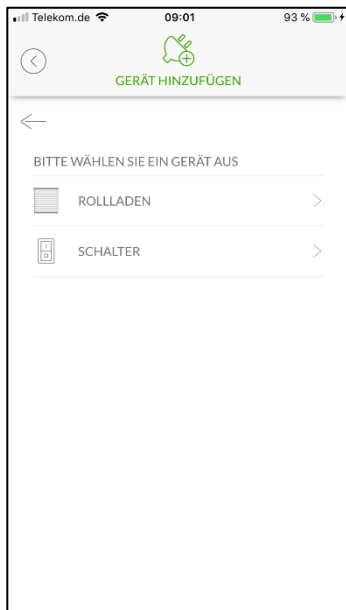 Telekom.de 09:01 93 %
GERÄT HINZUFÜGEN
BITTE WÄHLEN SIE EIN GERÄT AUS
ROLLLADEN
SCHALTER